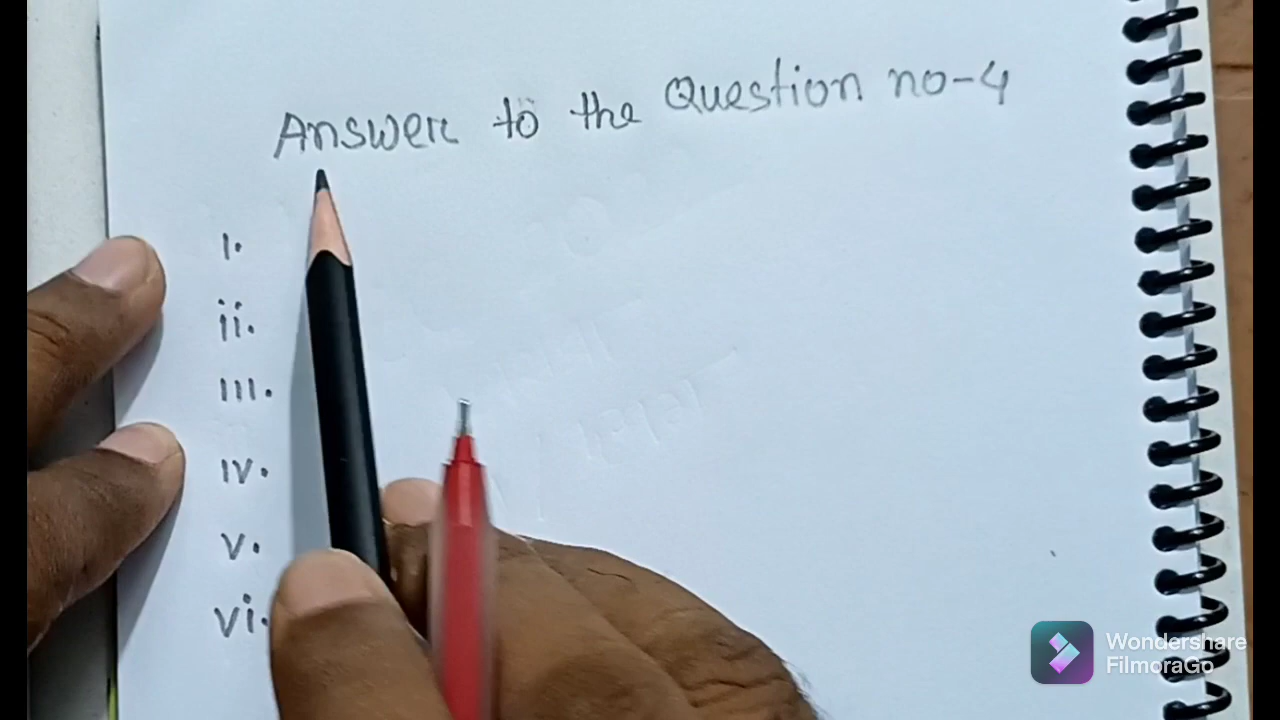 Answer to the Question no-4
i.
ii.
iii.
iv.
v.
vi.
Wondershare
FilmoraGo